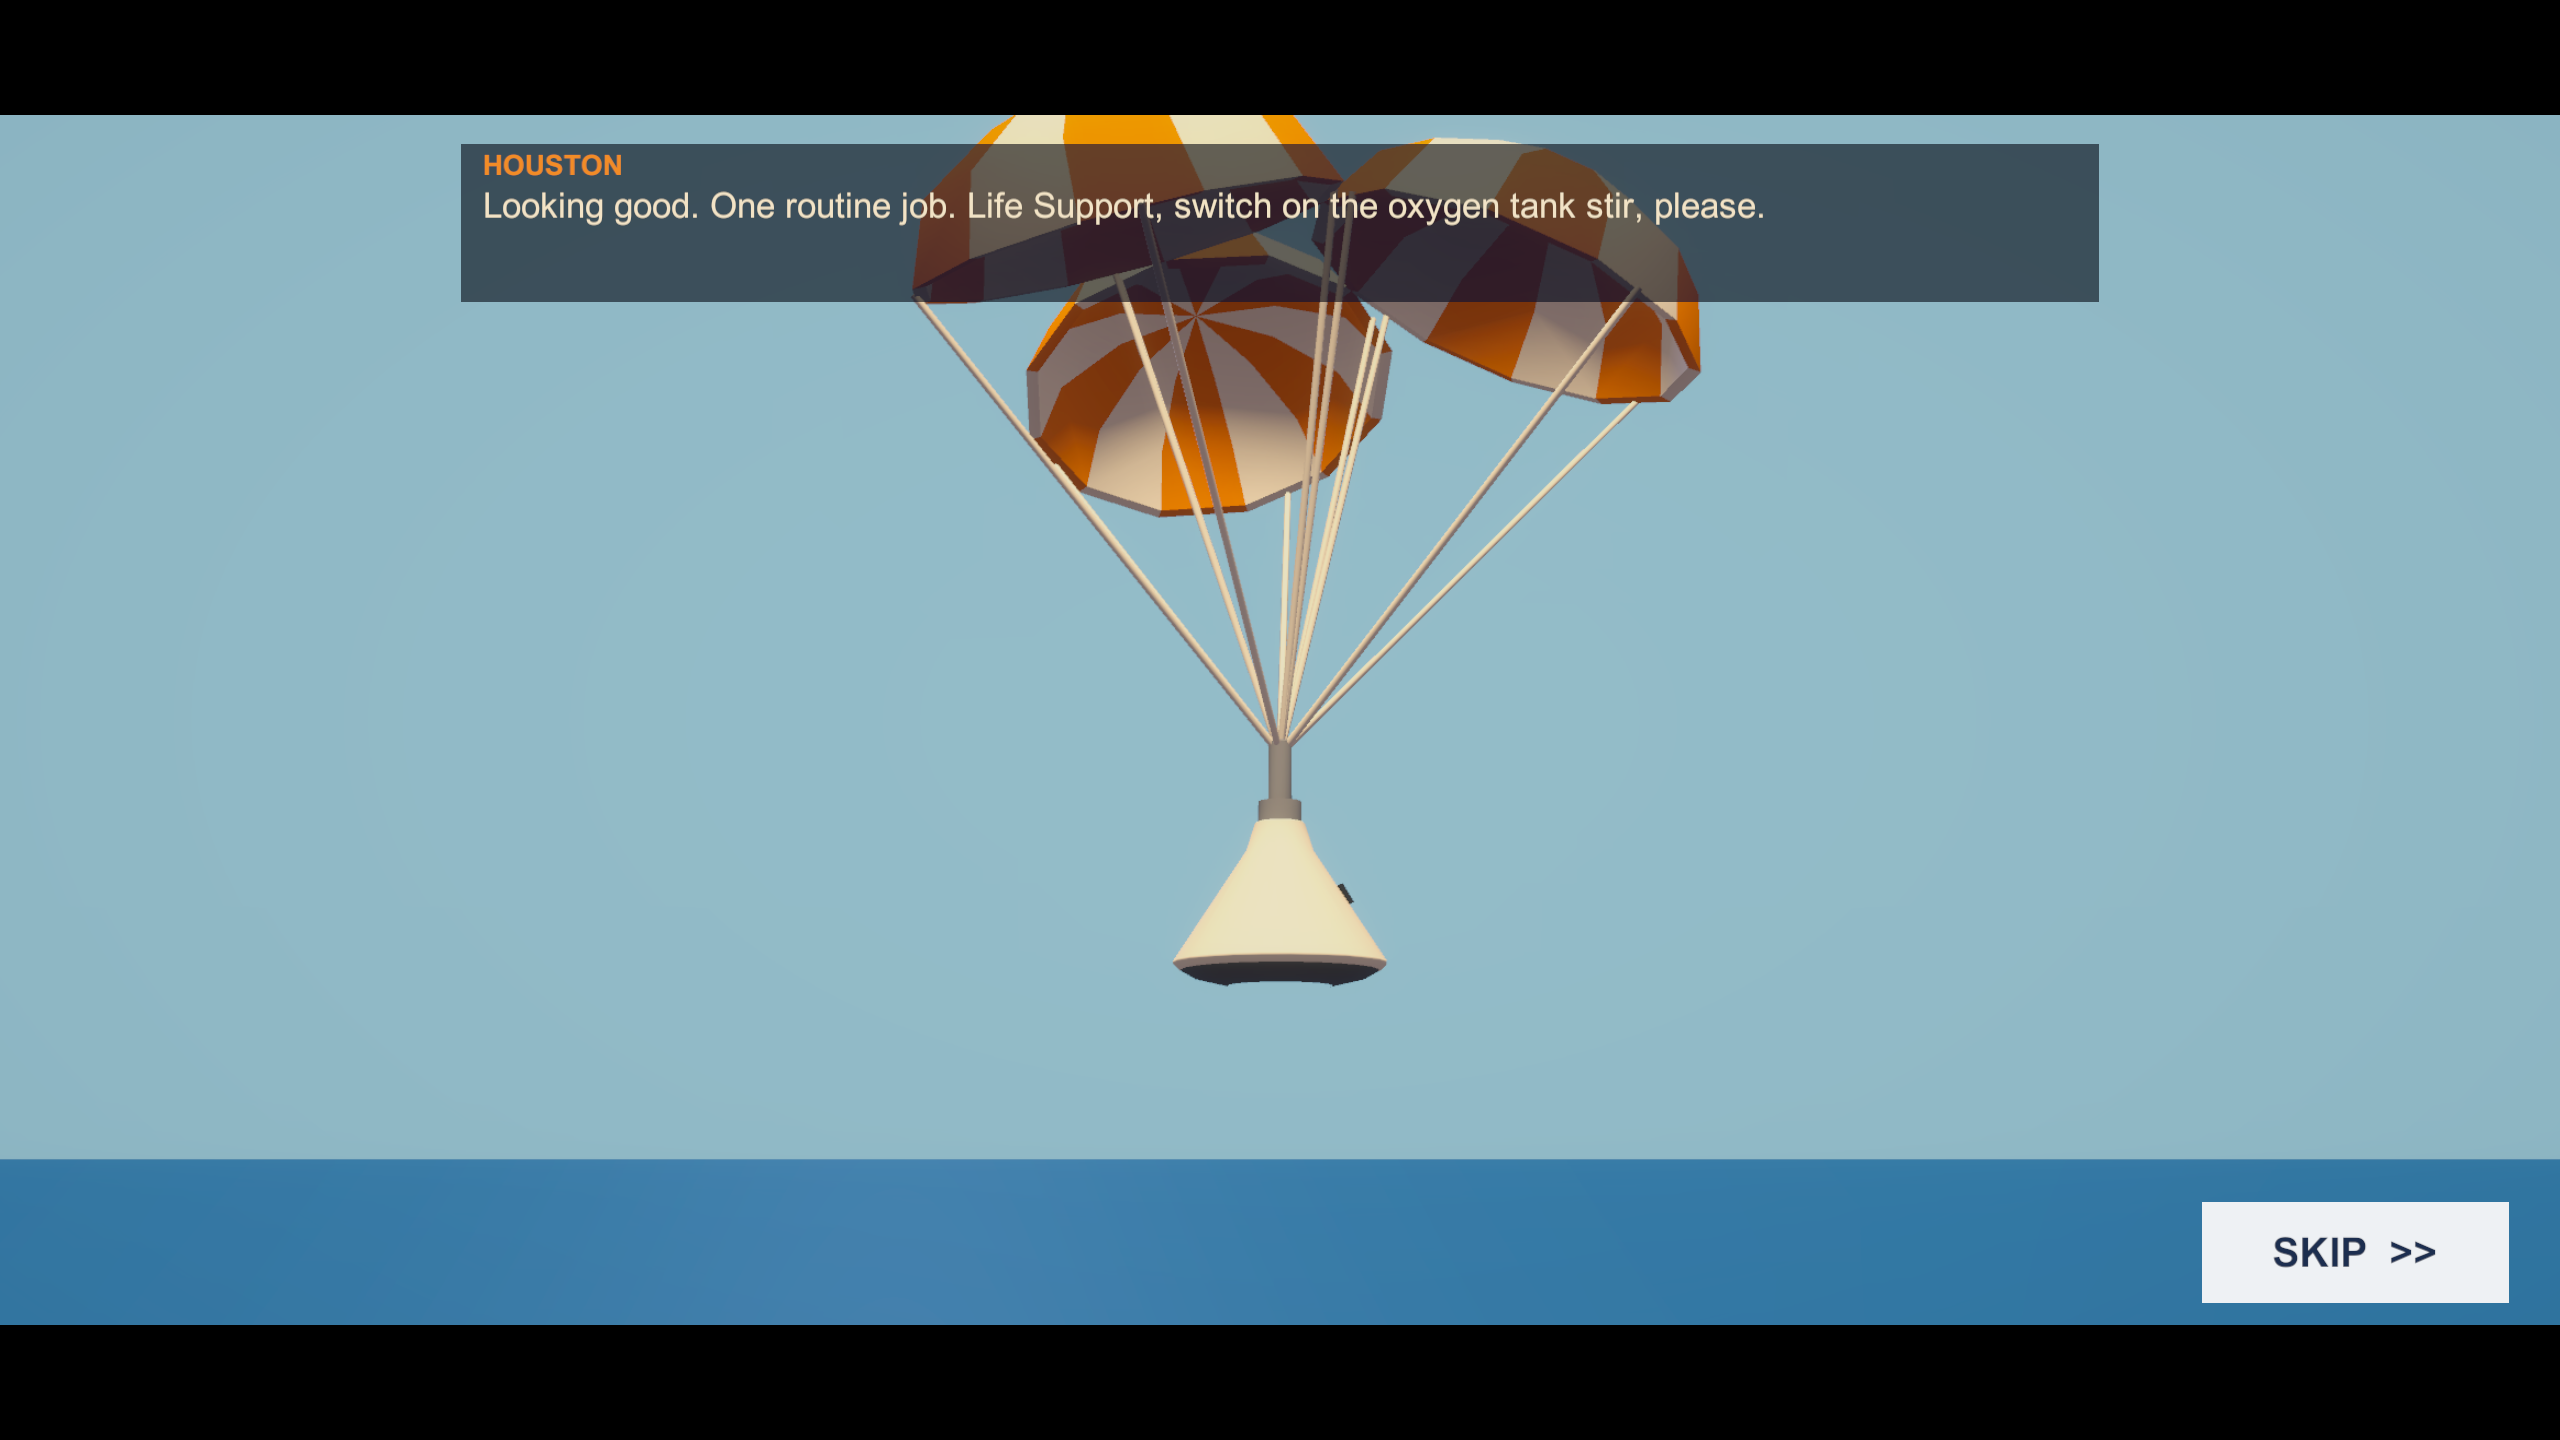 HOUSTON
Looking good. One routine job. Life Support, switch on the oxygen tank stir, please.
SKIP >>